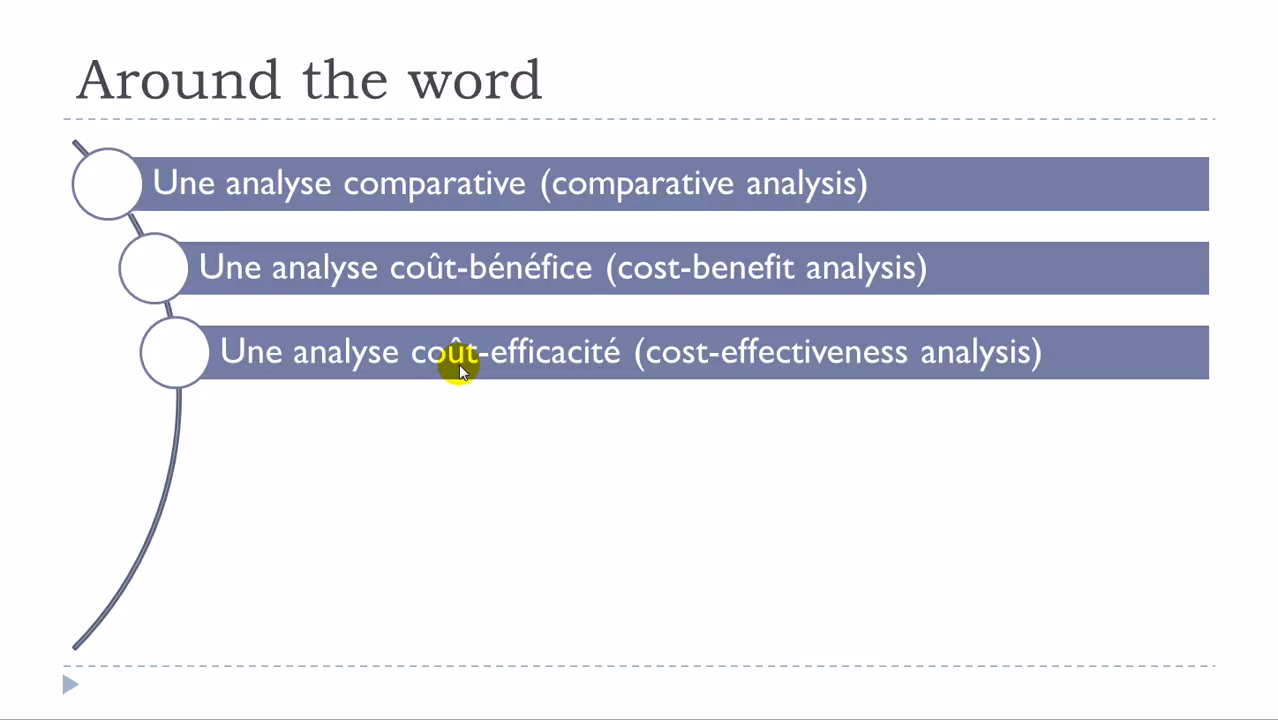 Around the word
Une analyse comparative (comparative analysis)
Une analyse coût-bénéfice (cost-benefit analysis)
Une analyse coût-efficacité (cost-effectiveness analysis)